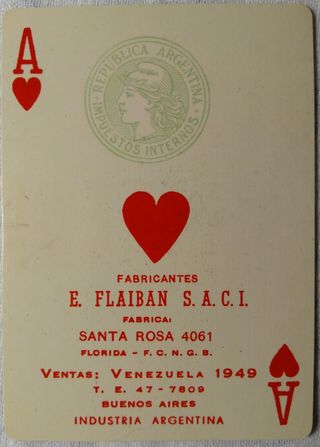 A
REPUBLICA ARGENTINA
IMPUESTOS INTERNOS
FABRICANTES
E. FLAIBAN S.A.C.I.
FABRICA:
SANTA ROSA 4061
FLORIDA - F.C.N.G.B.
VENTAS: VENEZUELA 1949
T. E. 47-7809
BUENOS AIRES
INDUSTRIA ARGENTINA
A